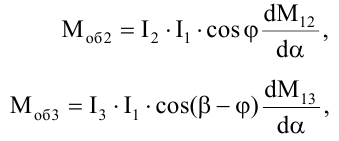 M_об2 = I_2 · I_1 · cos φ dM_12/dα ,
M_об3 = I_3 · I_1 · cos(β − φ) dM_13/dα ,